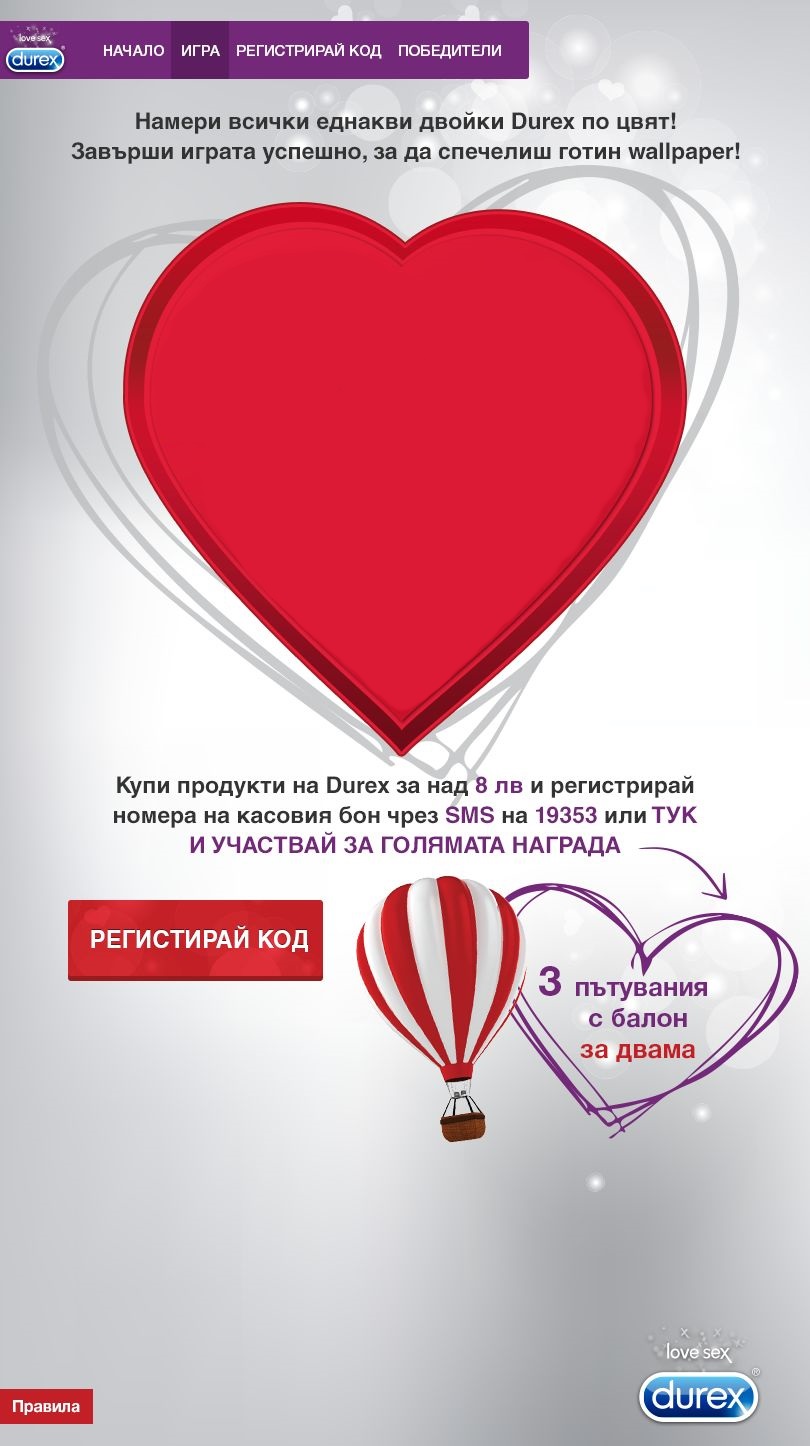 love sex
durex
НАЧАЛО ИГРА РЕГИСТРИРАЙ КОД ПОБЕДИТЕЛИ
Намери всички еднакви двойки Durex по цвят!
Завърши играта успешно, за да спечелиш готин wallpaper!
Купи продукти на Durex за над 8 лв и регистрирай
номера на касовия бон чрез SMS на 19353 или ТУК
И УЧАСТВАЙ ЗА ГОЛЯМАТА НАГРАДА
РЕГИСТИРАЙ КОД
3 пътувания
с балон
за двама
love sex
durex®
Правила